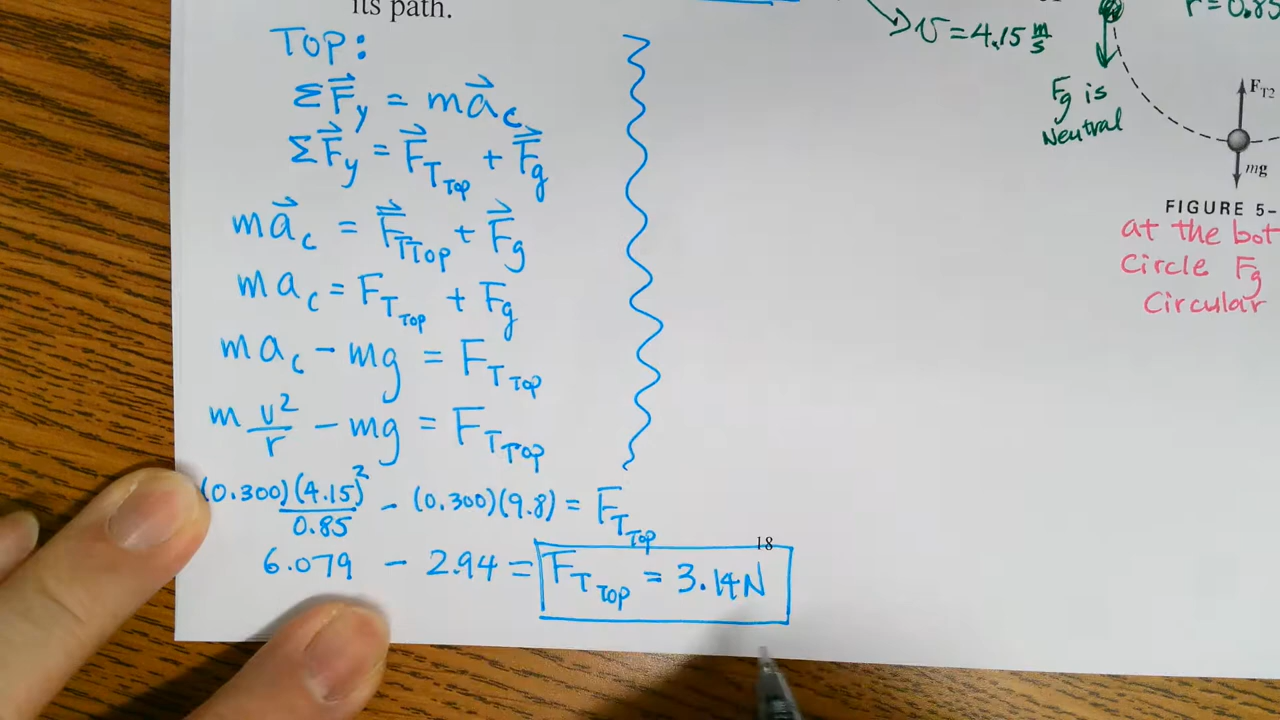 its path.
TOP:
ΣF⃗y = ma⃗c
ΣF⃗y = F⃗T Top + F⃗g
ma⃗c = F⃗T Top + F⃗g
mac = FT Top + Fg
mac - mg = FT Top
m v²/r - mg = FT Top
(0.300)(4.15)²/0.85 - (0.300)(9.8) = FT Top
6.079 - 2.94 = FT Top = 3.14N
18
v = 4.15 m/s
r = 0.85
Fg is
Neutral
FT2
mg
FIGURE 5-
at the bot
Circle Fg
Circular